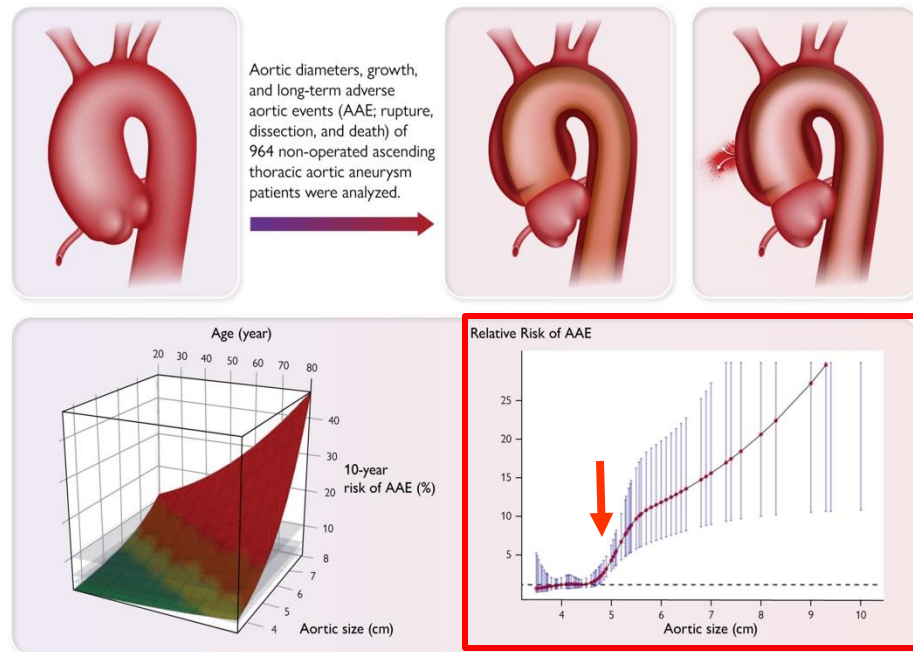 Aortic diameters, growth,
and long-term adverse
aortic events (AAE; rupture,
dissection, and death) of
964 non-operated ascending
thoracic aortic aneurysm
patients were analyzed.
Age (year)
20 30 40 50 60 70 80
40
30
20
10
10-year
risk of AAE (%)
8
7
6
5
4
Aortic size (cm)
Relative Risk of AAE
25
20
15
10
5
4 5 6 7 8 9 10
Aortic size (cm)